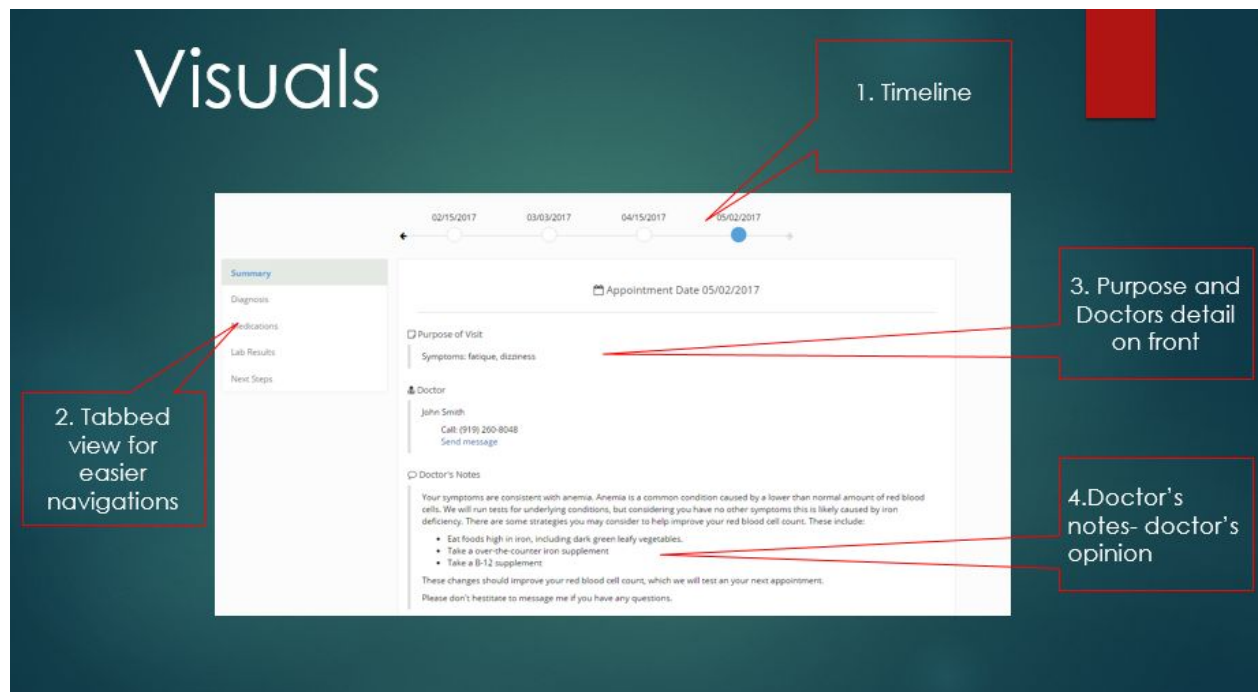 Visuals
1. Timeline
02/15/2017 03/03/2017 04/15/2017 05/02/2017
Summary
Diagnosis
Medications
Lab Results
Next Steps
Appointment Date 05/02/2017
Purpose of Visit
Symptoms: fatique, dizziness
Doctor
John Smith
Call: (919) 260-8048
Send message
Doctor's Notes
Your symptoms are consistent with anemia. Anemia is a common condition caused by a lower than normal amount of red blood
cells. We will run tests for underlying conditions, but considering you have no other symptoms this is likely caused by iron
deficiency. There are some strategies you may consider to help improve your red blood cell count. These include:
• Eat foods high in iron, including dark green leafy vegetables.
• Take a over-the-counter iron supplement
• Take a B-12 supplement
These changes should improve your red blood cell count, which we will test an your next appointment.
Please don't hestitate to message me if you have any questions.
2. Tabbed
view for
easier
navigations
3. Purpose and
Doctors detail
on front
4.Doctor's
notes- doctor's
opinion